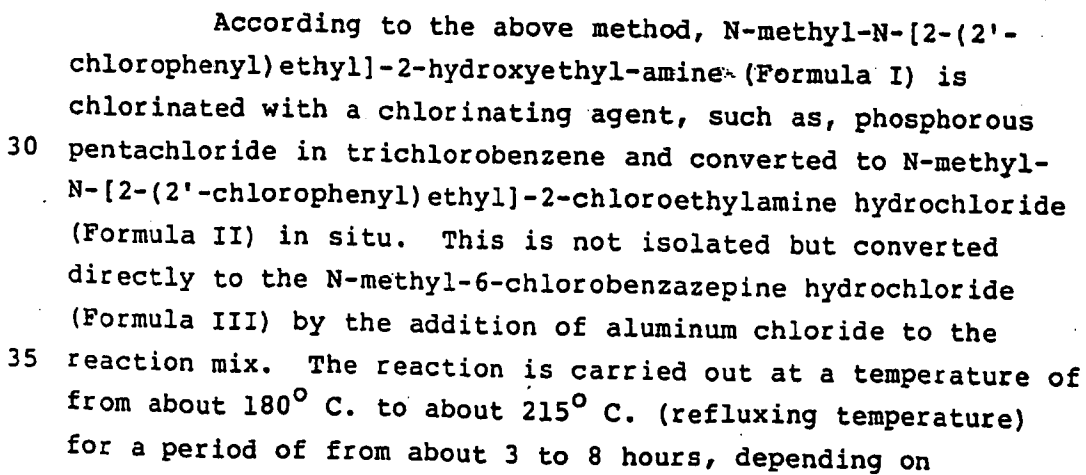 According to the above method, N-methyl-N-[2-(2'-
chlorophenyl)ethyl]-2-hydroxyethyl-amine (Formula I) is
chlorinated with a chlorinating agent, such as, phosphorous
30 pentachloride in trichlorobenzene and converted to N-methyl-
N-[2-(2'-chlorophenyl)ethyl]-2-chloroethylamine hydrochloride
(Formula II) in situ. This is not isolated but converted
directly to the N-methyl-6-chlorobenzazepine hydrochloride
(Formula III) by the addition of aluminum chloride to the
35 reaction mix. The reaction is carried out at a temperature of
from about 180° C. to about 215° C. (refluxing temperature)
for a period of from about 3 to 8 hours, depending on